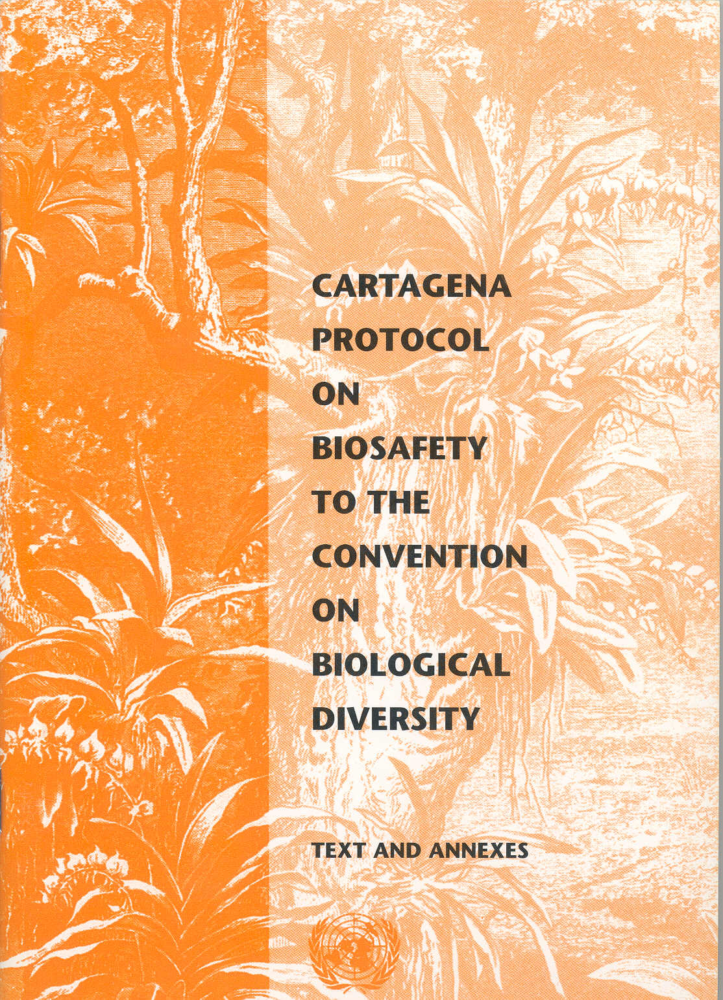 CARTAGENA
PROTOCOL
ON
BIOSAFETY
TO THE
CONVENTION
ON
BIOLOGICAL
DIVERSITY
TEXT AND ANNEXES